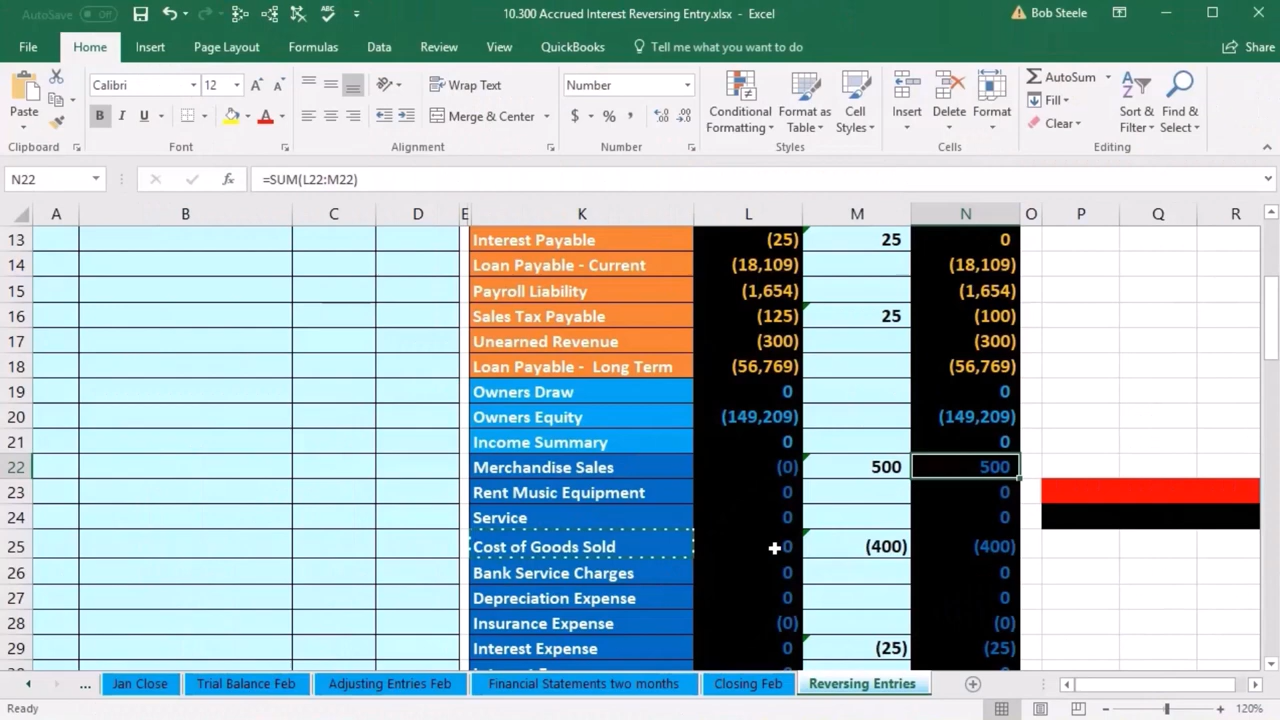 AutoSave Off 10.300 Accrued Interest Reversing Entry.xlsx - Excel Bob Steele
File Home Insert Page Layout Formulas Data Review View QuickBooks Tell me what you want to do Share
Paste Calibri 12 Wrap Text Number Conditional Formatting Format as Table Cell Styles Insert Delete Format AutoSum Sort & Filter Find & Select
B I U Merge & Center $ % , Fill
Clear
Clipboard Font Alignment Number Styles Cells Editing
N22 fx =SUM(L22:M22)
A B C D E K L M N O P Q R
13 Interest Payable (25) 25 0
14 Loan Payable - Current (18,109) (18,109)
15 Payroll Liability (1,654) (1,654)
16 Sales Tax Payable (125) 25 (100)
17 Unearned Revenue (300) (300)
18 Loan Payable - Long Term (56,769) (56,769)
19 Owners Draw 0 0
20 Owners Equity (149,209) (149,209)
21 Income Summary 0 0
22 Merchandise Sales (0) 500 500
23 Rent Music Equipment 0 0
24 Service 0 0
25 Cost of Goods Sold 0 (400) (400)
26 Bank Service Charges 0 0
27 Depreciation Expense 0 0
28 Insurance Expense (0) (0)
29 Interest Expense 0 (25) (25)
... Jan Close Trial Balance Feb Adjusting Entries Feb Financial Statements two months Closing Feb Reversing Entries
Ready 120%